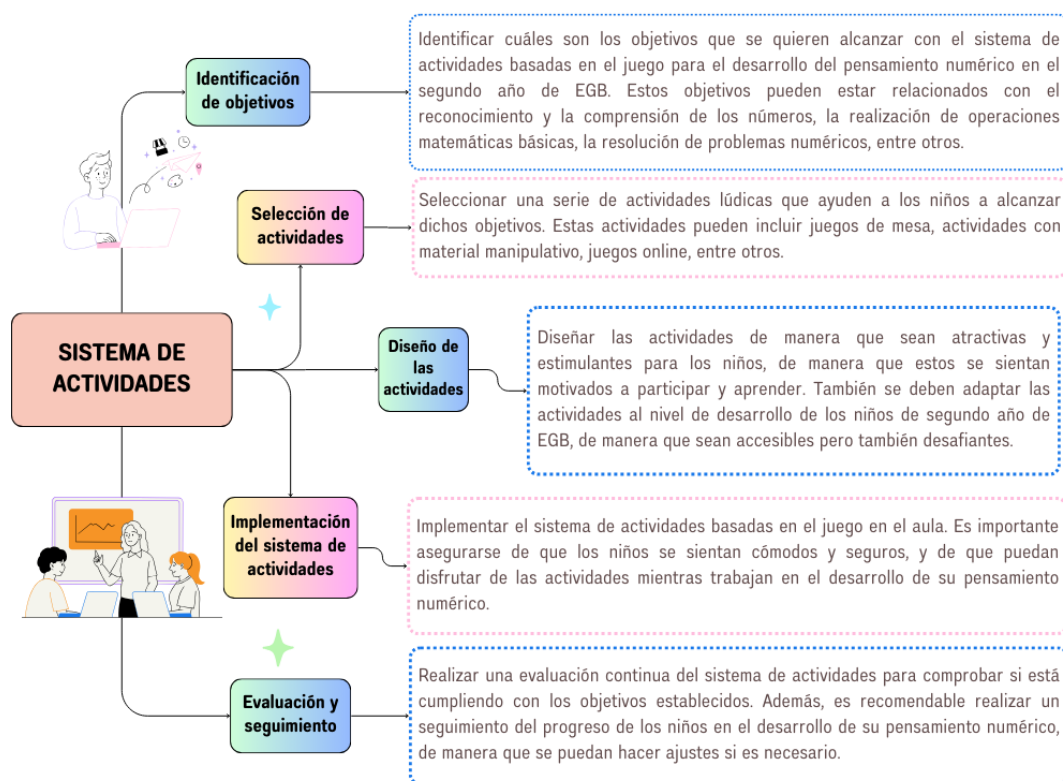 Identificación
de objetivos
Identificar cuáles son los objetivos que se quieren alcanzar con el sistema de
actividades basadas en el juego para el desarrollo del pensamiento numérico en el
segundo año de EGB. Estos objetivos pueden estar relacionados con el
reconocimiento y la comprensión de los números, la realización de operaciones
matemáticas básicas, la resolución de problemas numéricos, entre otros.
Selección de
actividades
Seleccionar una serie de actividades lúdicas que ayuden a los niños a alcanzar
dichos objetivos. Estas actividades pueden incluir juegos de mesa, actividades con
material manipulativo, juegos online, entre otros.
SISTEMA DE
ACTIVIDADES
Diseño de
las
actividades
Diseñar las actividades de manera que sean atractivas y
estimulantes para los niños, de manera que estos se sientan
motivados a participar y aprender. También se deben adaptar las
actividades al nivel de desarrollo de los niños de segundo año de
EGB, de manera que sean accesibles pero también desafiantes.
Implementación
del sistema de
actividades
Implementar el sistema de actividades basadas en el juego en el aula. Es importante
asegurarse de que los niños se sientan cómodos y seguros, y de que puedan
disfrutar de las actividades mientras trabajan en el desarrollo de su pensamiento
numérico.
Evaluación y
seguimiento
Realizar una evaluación continua del sistema de actividades para comprobar si está
cumpliendo con los objetivos establecidos. Además, es recomendable realizar un
seguimiento del progreso de los niños en el desarrollo de su pensamiento numérico,
de manera que se puedan hacer ajustes si es necesario.